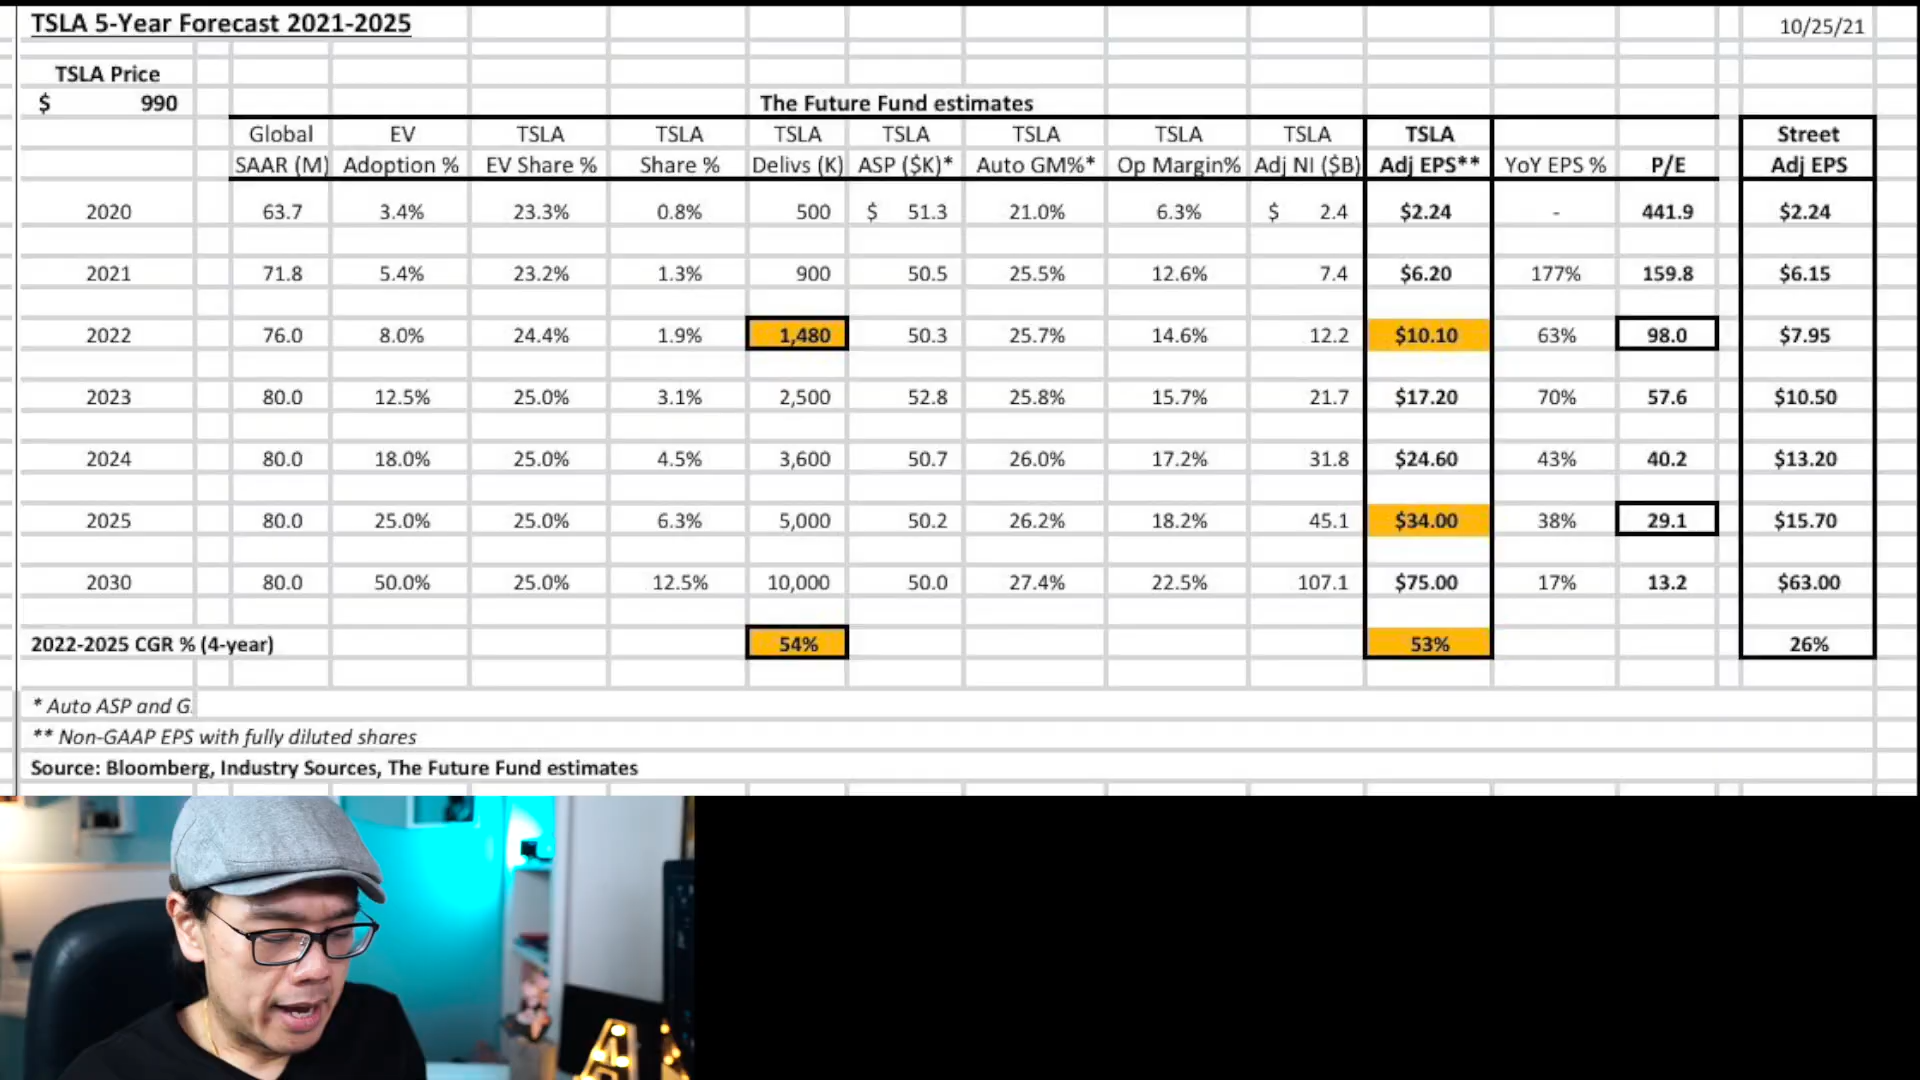 TSLA 5-Year Forecast 2021-2025 10/25/21
TSLA Price
$ 990 The Future Fund estimates
Global EV TSLA TSLA TSLA TSLA TSLA TSLA TSLA TSLA Street
SAAR (M) Adoption % EV Share % Share % Delivs (K) ASP ($K)* Auto GM%* Op Margin% Adj NI ($B) Adj EPS** YoY EPS % P/E Adj EPS
2020 63.7 3.4% 23.3% 0.8% 500 $ 51.3 21.0% 6.3% $ 2.4 $2.24 - 441.9 $2.24
2021 71.8 5.4% 23.2% 1.3% 900 50.5 25.5% 12.6% 7.4 $6.20 177% 159.8 $6.15
2022 76.0 8.0% 24.4% 1.9% 1,480 50.3 25.7% 14.6% 12.2 $10.10 63% 98.0 $7.95
2023 80.0 12.5% 25.0% 3.1% 2,500 52.8 25.8% 15.7% 21.7 $17.20 70% 57.6 $10.50
2024 80.0 18.0% 25.0% 4.5% 3,600 50.7 26.0% 17.2% 31.8 $24.60 43% 40.2 $13.20
2025 80.0 25.0% 25.0% 6.3% 5,000 50.2 26.2% 18.2% 45.1 $34.00 38% 29.1 $15.70
2030 80.0 50.0% 25.0% 12.5% 10,000 50.0 27.4% 22.5% 107.1 $75.00 17% 13.2 $63.00
2022-2025 CGR % (4-year) 54% 53% 26%
* Auto ASP and G
** Non-GAAP EPS with fully diluted shares
Source: Bloomberg, Industry Sources, The Future Fund estimates